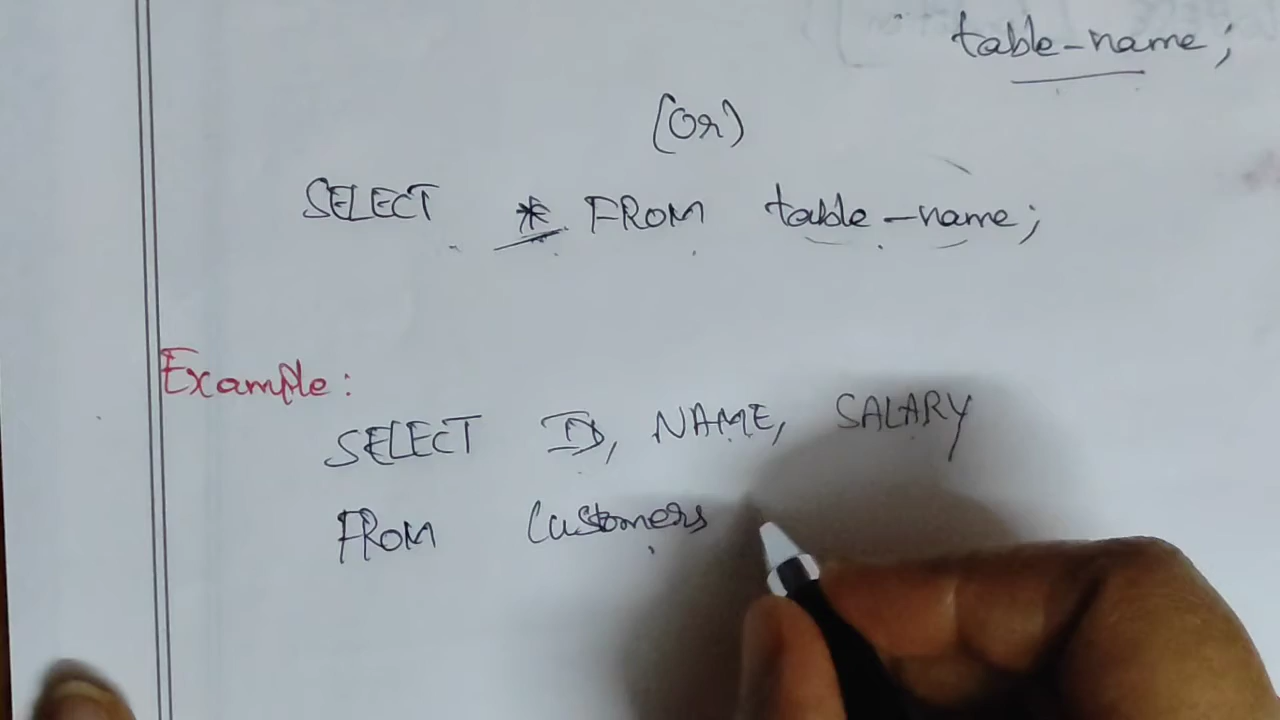 table-name;
(Or)
SELECT * FROM table-name;
Example:
SELECT ID, NAME, SALARY
FROM Customers